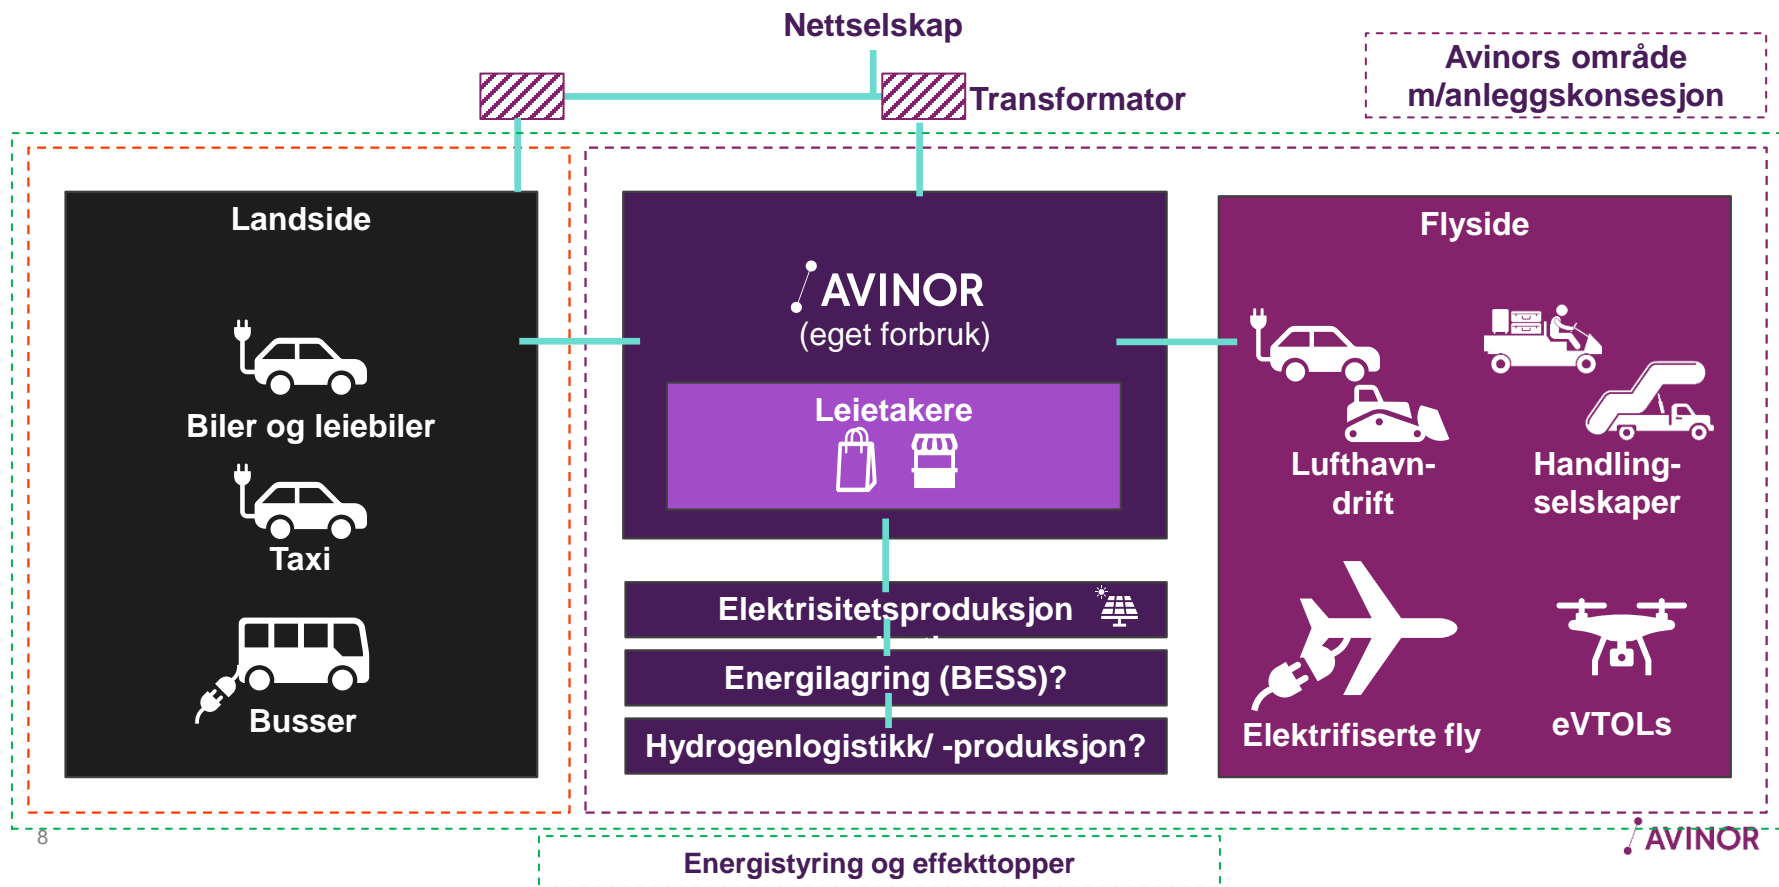 Nettselskap
Transformator
Avinors område
m/anleggskonsesjon
Landside
Biler og leiebiler
Taxi
Busser
AVINOR
(eget forbruk)
Leietakere
Elektrisitetsproduksjon
Energilagring (BESS)?
Hydrogenlogistikk/ -produksjon?
Flyside
Lufthavn-
drift
Handling-
selskaper
Elektrifiserte fly
eVTOLs
8
Energistyring og effekttopper
AVINOR